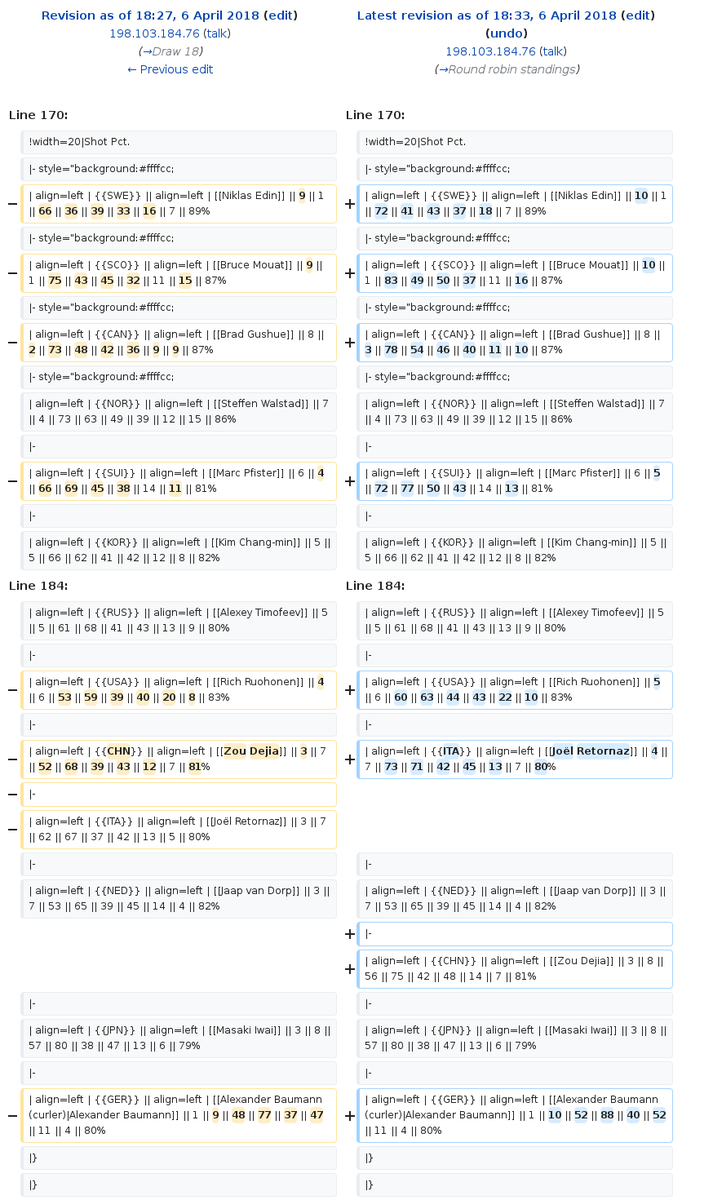 Revision as of 18:27, 6 April 2018 (edit)
198.103.184.76 (talk)
(→Draw 18)
← Previous edit
Latest revision as of 18:33, 6 April 2018 (edit)
(undo)
198.103.184.76 (talk)
(→Round robin standings)
Line 170:
Line 170:
!width=20|Shot Pct.
!width=20|Shot Pct.
|- style="background:#ffffcc;
|- style="background:#ffffcc;
− | align=left | {{SWE}} || align=left | [[Niklas Edin]] || 9 || 1
|| 66 || 36 || 39 || 33 || 16 || 7 || 89%
+ | align=left | {{SWE}} || align=left | [[Niklas Edin]] || 10 || 1
|| 72 || 41 || 43 || 37 || 18 || 7 || 89%
|- style="background:#ffffcc;
|- style="background:#ffffcc;
− | align=left | {{SCO}} || align=left | [[Bruce Mouat]] || 9 ||
1 || 75 || 43 || 45 || 32 || 11 || 15 || 87%
+ | align=left | {{SCO}} || align=left | [[Bruce Mouat]] || 10 ||
1 || 83 || 49 || 50 || 37 || 11 || 16 || 87%
|- style="background:#ffffcc;
|- style="background:#ffffcc;
− | align=left | {{CAN}} || align=left | [[Brad Gushue]] || 8 ||
2 || 73 || 48 || 42 || 36 || 9 || 9 || 87%
+ | align=left | {{CAN}} || align=left | [[Brad Gushue]] || 8 ||
3 || 78 || 54 || 46 || 40 || 11 || 10 || 87%
|- style="background:#ffffcc;
|- style="background:#ffffcc;
| align=left | {{NOR}} || align=left | [[Steffen Walstad]] || 7
|| 4 || 73 || 63 || 49 || 39 || 12 || 15 || 86%
| align=left | {{NOR}} || align=left | [[Steffen Walstad]] || 7
|| 4 || 73 || 63 || 49 || 39 || 12 || 15 || 86%
|-
|-
− | align=left | {{SUI}} || align=left | [[Marc Pfister]] || 6 || 4
|| 66 || 69 || 45 || 38 || 14 || 11 || 81%
+ | align=left | {{SUI}} || align=left | [[Marc Pfister]] || 6 || 5
|| 72 || 77 || 50 || 43 || 14 || 13 || 81%
|-
|-
| align=left | {{KOR}} || align=left | [[Kim Chang-min]] || 5 ||
5 || 66 || 62 || 41 || 42 || 12 || 8 || 82%
| align=left | {{KOR}} || align=left | [[Kim Chang-min]] || 5 ||
5 || 66 || 62 || 41 || 42 || 12 || 8 || 82%
Line 184:
Line 184:
| align=left | {{RUS}} || align=left | [[Alexey Timofeev]] || 5
|| 5 || 61 || 68 || 41 || 43 || 13 || 9 || 80%
| align=left | {{RUS}} || align=left | [[Alexey Timofeev]] || 5
|| 5 || 61 || 68 || 41 || 43 || 13 || 9 || 80%
|-
|-
− | align=left | {{USA}} || align=left | [[Rich Ruohonen]] || 4
|| 6 || 53 || 59 || 39 || 40 || 20 || 8 || 83%
+ | align=left | {{USA}} || align=left | [[Rich Ruohonen]] || 5
|| 6 || 60 || 63 || 44 || 43 || 22 || 10 || 83%
|-
|-
− | align=left | {{CHN}} || align=left | [[Zou Dejia]] || 3 || 7
|| 52 || 68 || 39 || 43 || 12 || 7 || 81%
+ | align=left | {{ITA}} || align=left | [[Joël Retornaz]] || 4 ||
7 || 73 || 71 || 42 || 45 || 13 || 7 || 80%
− |-
− | align=left | {{ITA}} || align=left | [[Joël Retornaz]] || 3 || 7
|| 62 || 67 || 37 || 42 || 13 || 5 || 80%
|-
|-
| align=left | {{NED}} || align=left | [[Jaap van Dorp]] || 3 ||
7 || 53 || 65 || 39 || 45 || 14 || 4 || 82%
| align=left | {{NED}} || align=left | [[Jaap van Dorp]] || 3 ||
7 || 53 || 65 || 39 || 45 || 14 || 4 || 82%
+ |-
+ | align=left | {{CHN}} || align=left | [[Zou Dejia]] || 3 || 8 ||
56 || 75 || 42 || 48 || 14 || 7 || 81%
|-
|-
| align=left | {{JPN}} || align=left | [[Masaki Iwai]] || 3 || 8 ||
57 || 80 || 38 || 47 || 13 || 6 || 79%
| align=left | {{JPN}} || align=left | [[Masaki Iwai]] || 3 || 8 ||
57 || 80 || 38 || 47 || 13 || 6 || 79%
|-
|-
− | align=left | {{GER}} || align=left | [[Alexander Baumann
(curler)|Alexander Baumann]] || 1 || 9 || 48 || 77 || 37 || 47
|| 11 || 4 || 80%
+ | align=left | {{GER}} || align=left | [[Alexander Baumann
(curler)|Alexander Baumann]] || 1 || 10 || 52 || 88 || 40 || 52
|| 11 || 4 || 80%
|}
|}
|}
|}